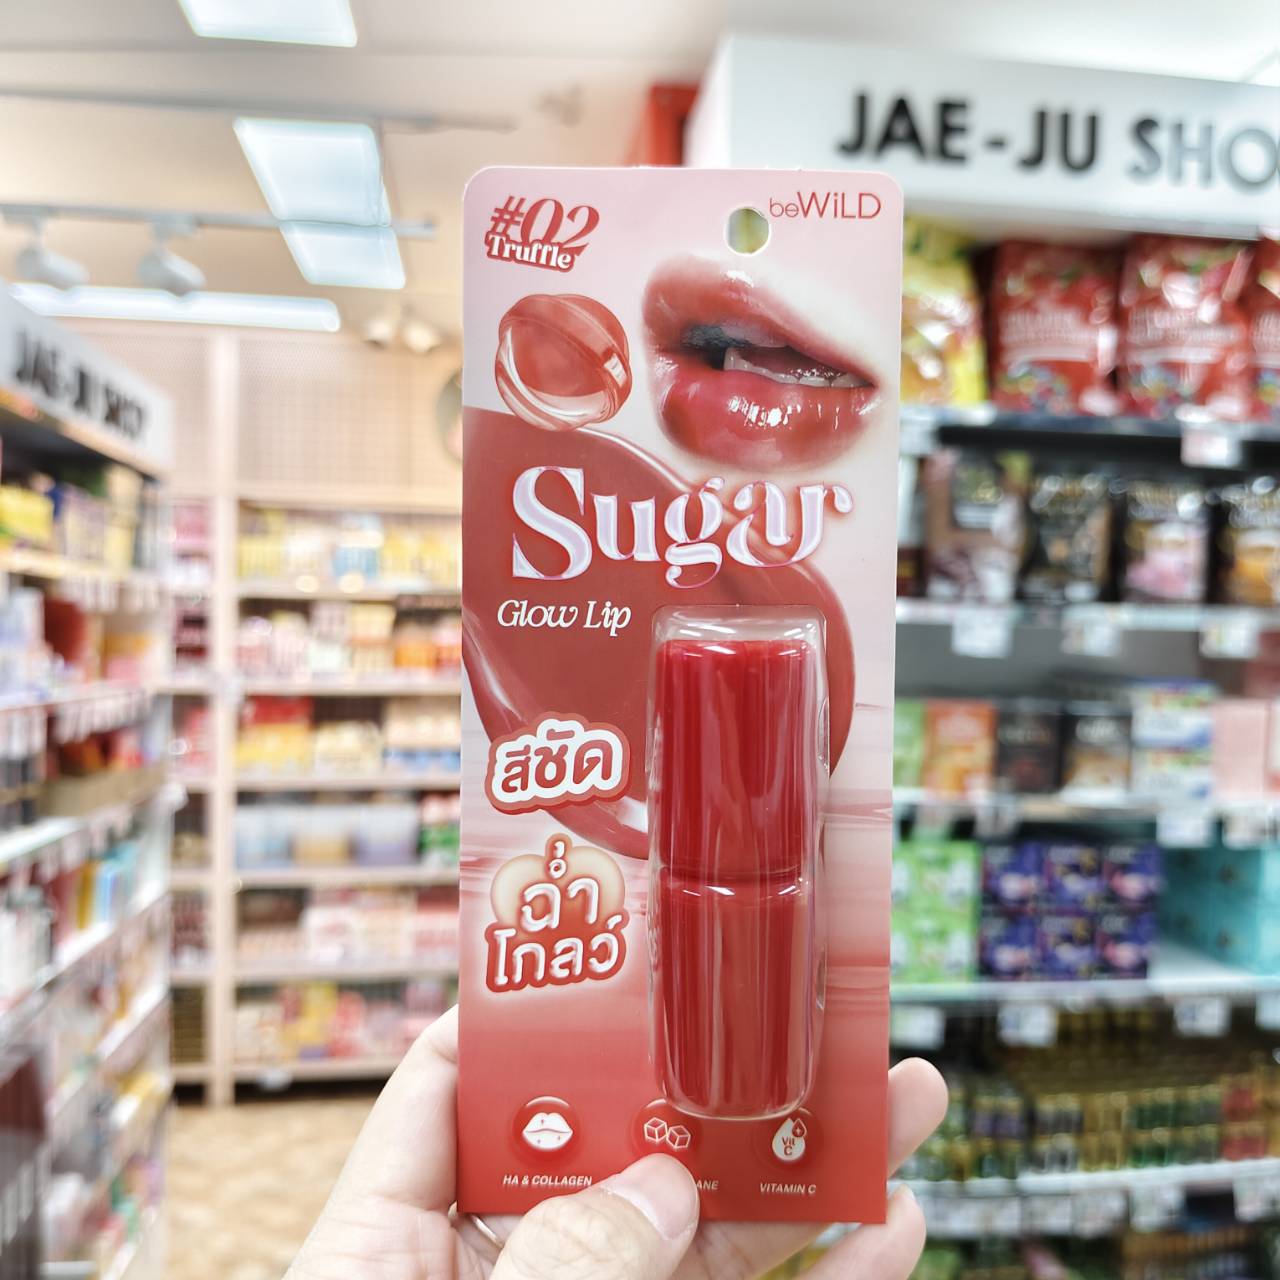 JAE-JU SHO
JAE-JU SHOP
#02
Truffle
beWiLD
Sugar
Glow Lip
สีชัด
ฉ่ำ
โกลว์
HA & COLLAGEN
VIT
C
VITAMIN C